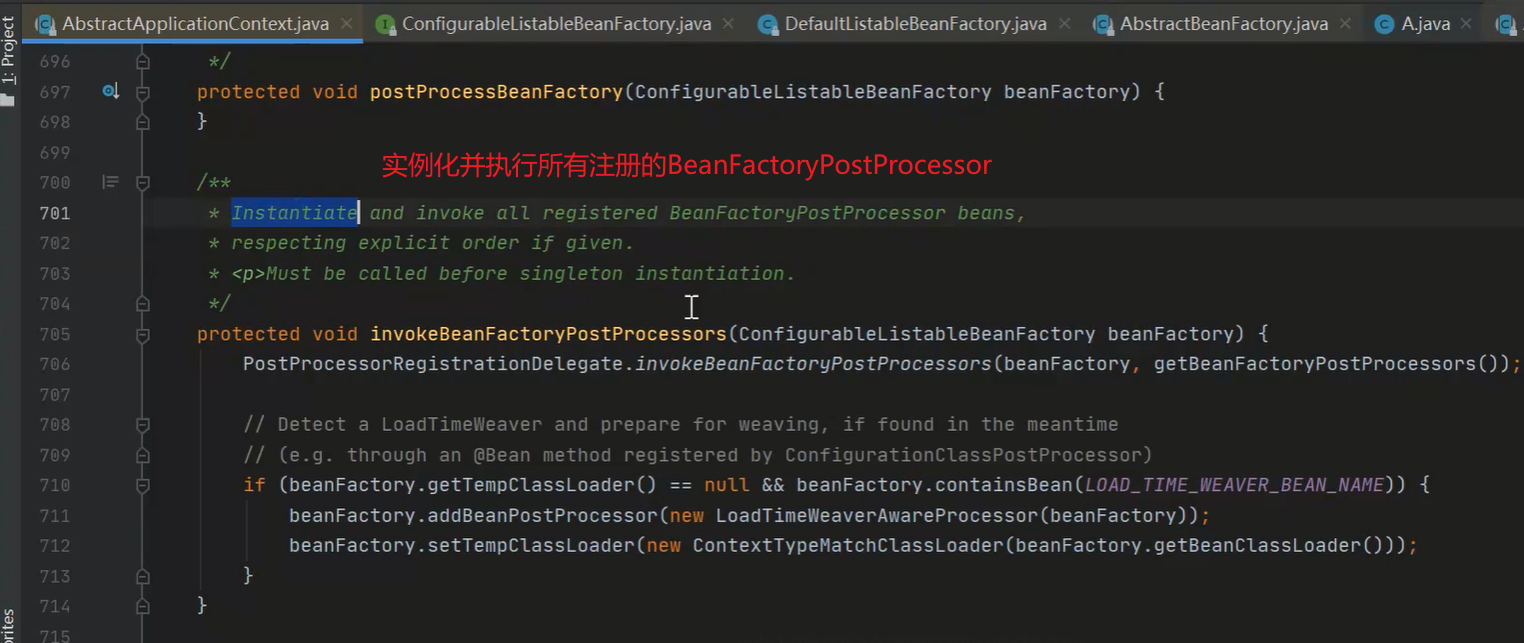 AbstractApplicationContext.java × ConfigurableListableBeanFactory.java × DefaultListableBeanFactory.java × AbstractBeanFactory.java × A.java ×
1: Project
696 */
697 protected void postProcessBeanFactory(ConfigurableListableBeanFactory beanFactory) {
698 }
699
实例化并执行所有注册的BeanFactoryPostProcessor
700 /**
701 * Instantiate and invoke all registered BeanFactoryPostProcessor beans,
702 * respecting explicit order if given.
703 * <p>Must be called before singleton instantiation.
704 */
705 protected void invokeBeanFactoryPostProcessors(ConfigurableListableBeanFactory beanFactory) {
706 PostProcessorRegistrationDelegate.invokeBeanFactoryPostProcessors(beanFactory, getBeanFactoryPostProcessors());
707
708 // Detect a LoadTimeWeaver and prepare for weaving, if found in the meantime
709 // (e.g. through an @Bean method registered by ConfigurationClassPostProcessor)
710 if (beanFactory.getTempClassLoader() == null && beanFactory.containsBean(LOAD_TIME_WEAVER_BEAN_NAME)) {
711 beanFactory.addBeanPostProcessor(new LoadTimeWeaverAwareProcessor(beanFactory));
712 beanFactory.setTempClassLoader(new ContextTypeMatchClassLoader(beanFactory.getBeanClassLoader()));
713 }
714 }
715